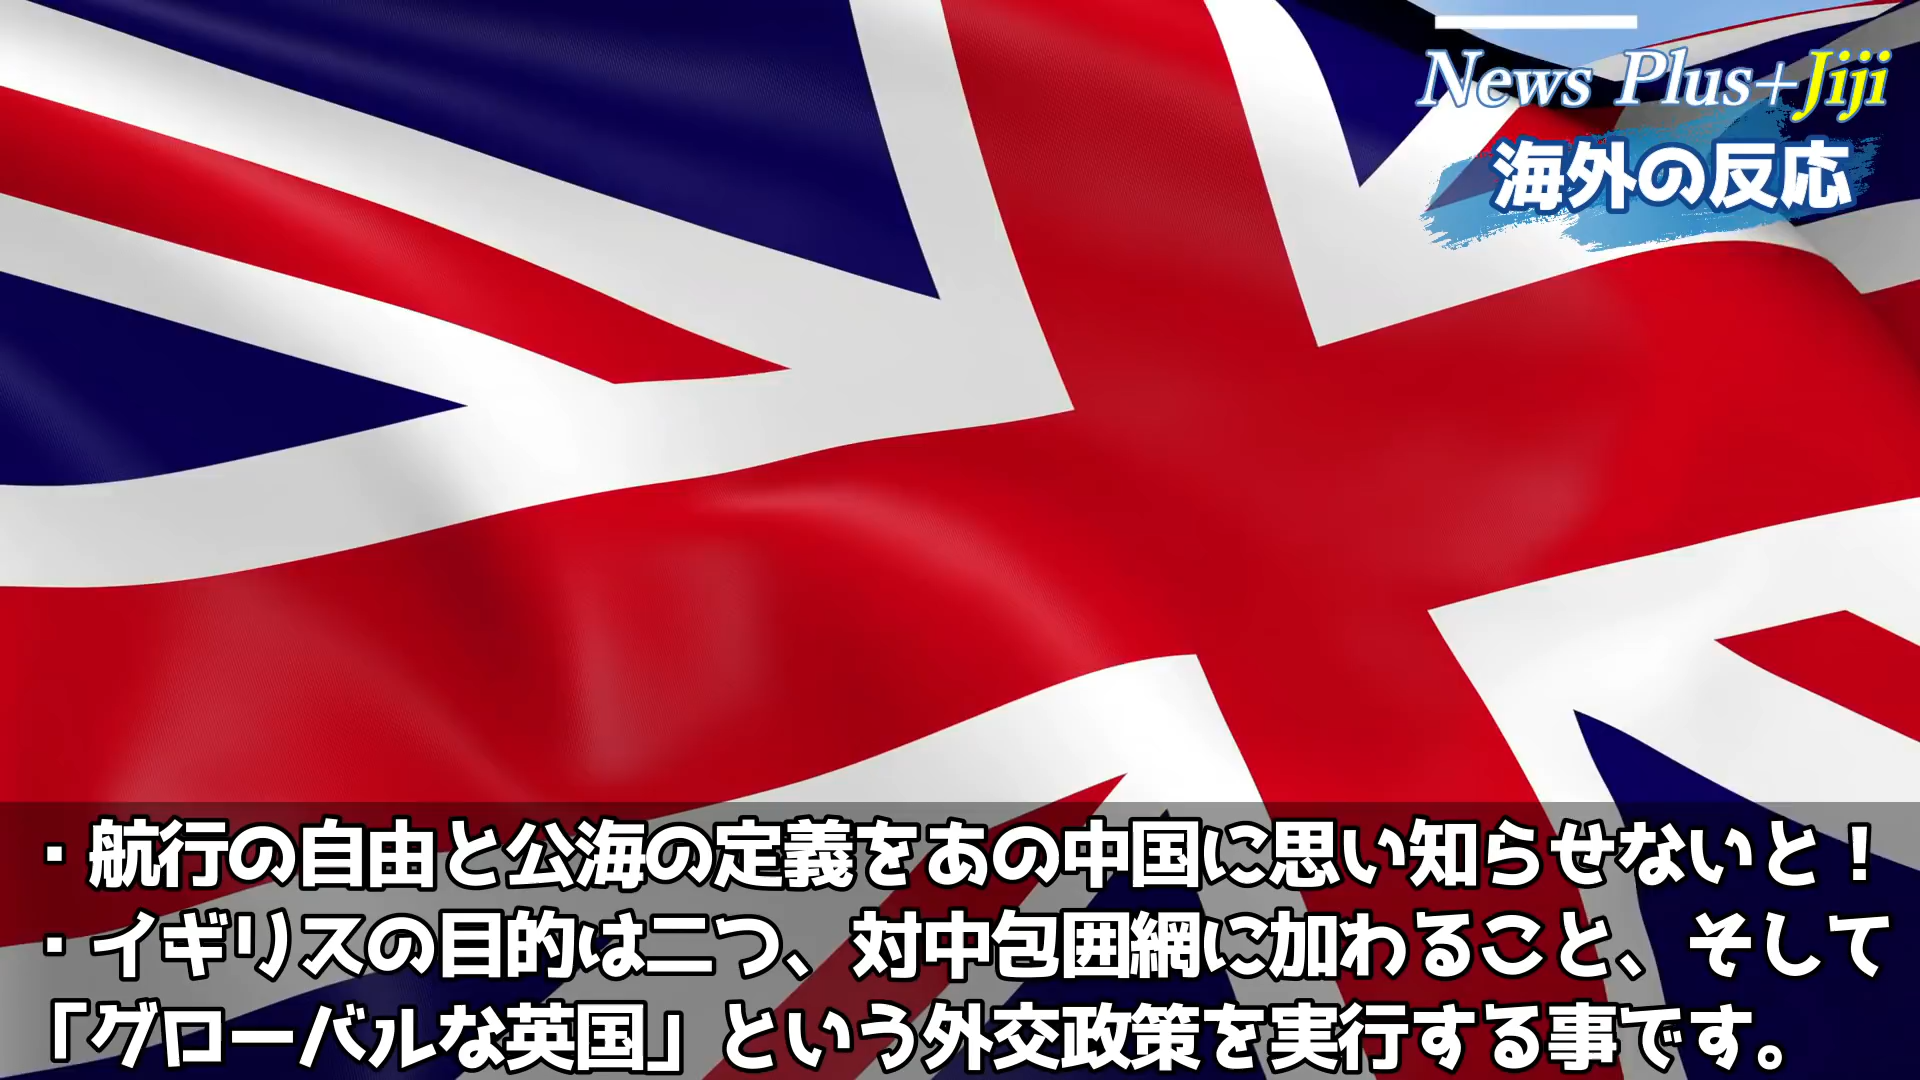 News Plus+Jiji
海外の反応
・航行の自由と公海の定義をあの中国に思い知らせないと！
・イギリスの目的は二つ、対中包囲網に加わること、そして
「グローバルな英国」という外交政策を実行する事です。